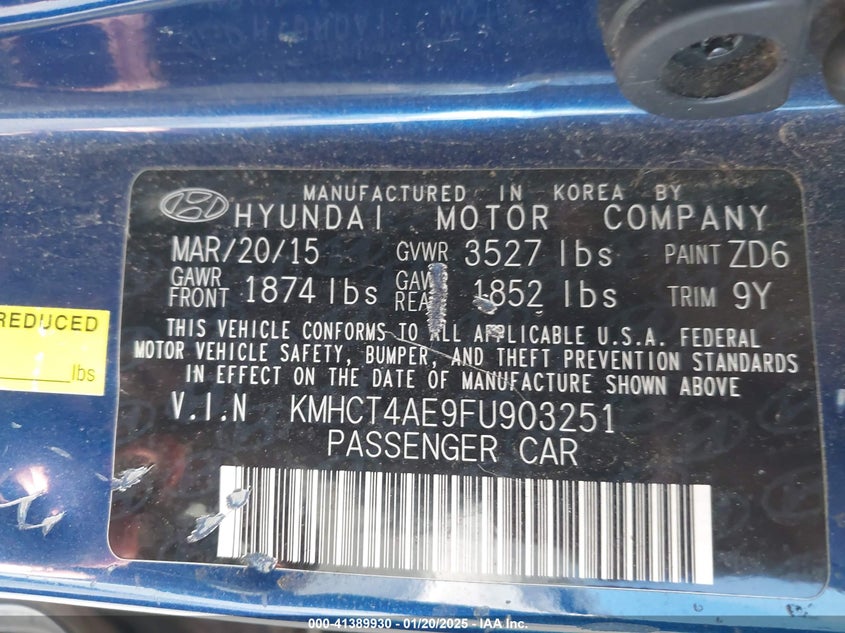 MANUFACTURED IN KOREA BY
HYUNDAI MOTOR COMPANY
MAR/20/15 GVWR 3527 lbs PAINT ZD6
GAWR FRONT 1874 lbs REAR 1852 lbs TRIM 9Y
THIS VEHICLE CONFORMS TO ALL APPLICABLE U.S.A. FEDERAL
MOTOR VEHICLE SAFETY, BUMPER, AND THEFT PREVENTION STANDARDS
IN EFFECT ON THE DATE OF MANUFACTURE SHOWN ABOVE
V.I.N KMHCT4AE9FU903251
PASSENGER CAR
REDUCED
lbs
000-41389930 - 01/20/2025 - IAA, Inc.